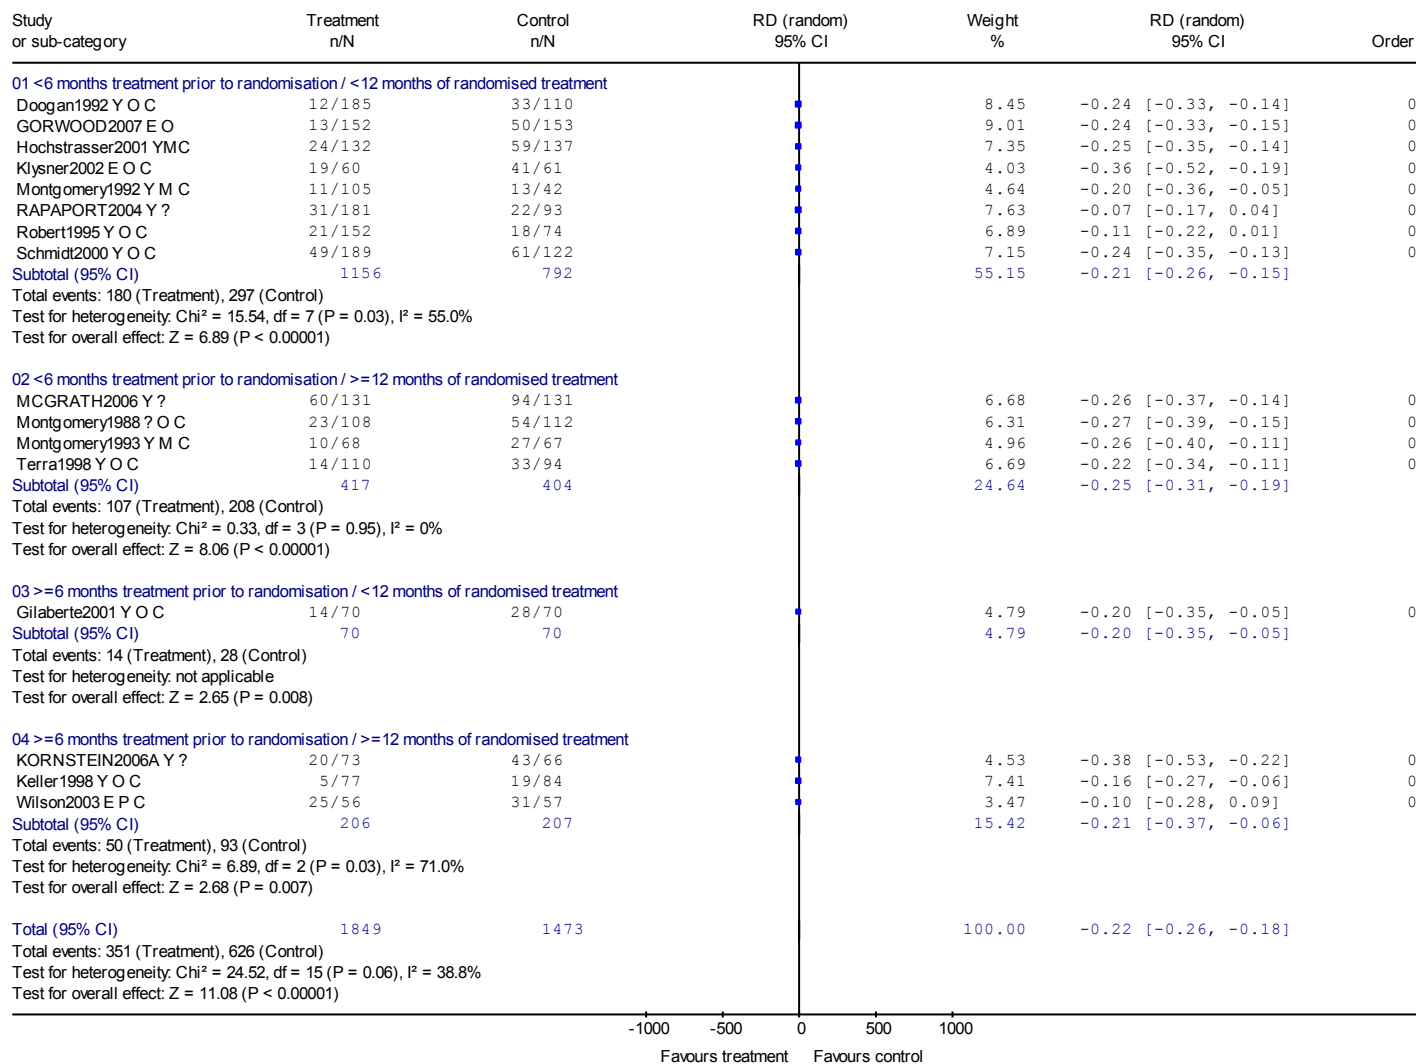 Study Treatment Control RD (random) Weight RD (random)
or sub-category n/N n/N 95% CI % 95% CI Order
01 <6 months treatment prior to randomisation / <12 months of randomised treatment
Doogan1992 Y O C 12/185 33/110 8.45 -0.24 [-0.33, -0.14] 0
GORWOOD2007 E O 13/152 50/153 9.01 -0.24 [-0.33, -0.15] 0
Hochstrasser2001 YMC 24/132 59/137 7.35 -0.25 [-0.35, -0.14] 0
Klysner2002 E O C 19/60 41/61 4.03 -0.36 [-0.52, -0.19] 0
Montgomery1992 Y M C 11/105 13/42 4.64 -0.20 [-0.36, -0.05] 0
RAPAPORT2004 Y ? 31/181 22/93 7.63 -0.07 [-0.17, 0.04] 0
Robert1995 Y O C 21/152 18/74 6.89 -0.11 [-0.22, 0.01] 0
Schmidt2000 Y O C 49/189 61/122 7.15 -0.24 [-0.35, -0.13] 0
Subtotal (95% CI) 1156 792 55.15 -0.21 [-0.26, -0.15]
Total events: 180 (Treatment), 297 (Control)
Test for heterogeneity: Chi² = 15.54, df = 7 (P = 0.03), I² = 55.0%
Test for overall effect: Z = 6.89 (P < 0.00001)
02 <6 months treatment prior to randomisation / >=12 months of randomised treatment
MCGRATH2006 Y ? 60/131 94/131 6.68 -0.26 [-0.37, -0.14] 0
Montgomery1988 ? O C 23/108 54/112 6.31 -0.27 [-0.39, -0.15] 0
Montgomery1993 Y M C 10/68 27/67 4.96 -0.26 [-0.40, -0.11] 0
Terra1998 Y O C 14/110 33/94 6.69 -0.22 [-0.34, -0.11] 0
Subtotal (95% CI) 417 404 24.64 -0.25 [-0.31, -0.19]
Total events: 107 (Treatment), 208 (Control)
Test for heterogeneity: Chi² = 0.33, df = 3 (P = 0.95), I² = 0%
Test for overall effect: Z = 8.06 (P < 0.00001)
03 >=6 months treatment prior to randomisation / <12 months of randomised treatment
Gilaberte2001 Y O C 14/70 28/70 4.79 -0.20 [-0.35, -0.05] 0
Subtotal (95% CI) 70 70 4.79 -0.20 [-0.35, -0.05]
Total events: 14 (Treatment), 28 (Control)
Test for heterogeneity: not applicable
Test for overall effect: Z = 2.65 (P = 0.008)
04 >=6 months treatment prior to randomisation / >=12 months of randomised treatment
KORNSTEIN2006A Y ? 20/73 43/66 4.53 -0.38 [-0.53, -0.22] 0
Keller1998 Y O C 5/77 19/84 7.41 -0.16 [-0.27, -0.06] 0
Wilson2003 E P C 25/56 31/57 3.47 -0.10 [-0.28, 0.09] 0
Subtotal (95% CI) 206 207 15.42 -0.21 [-0.37, -0.06]
Total events: 50 (Treatment), 93 (Control)
Test for heterogeneity: Chi² = 6.89, df = 2 (P = 0.03), I² = 71.0%
Test for overall effect: Z = 2.68 (P = 0.007)
Total (95% CI) 1849 1473 100.00 -0.22 [-0.26, -0.18]
Total events: 351 (Treatment), 626 (Control)
Test for heterogeneity: Chi² = 24.52, df = 15 (P = 0.06), I² = 38.8%
Test for overall effect: Z = 11.08 (P < 0.00001)
-1000 -500 0 500 1000
Favours treatment Favours control